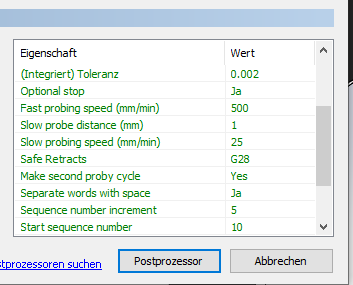 Eigenschaft Wert
(Integriert) Toleranz 0.002
Optional stop Ja
Fast probing speed (mm/min) 500
Slow probe distance (mm) 1
Slow probing speed (mm/min) 25
Safe Retracts G28
Make second proby cycle Yes
Separate words with space Ja
Sequence number increment 5
Start sequence number 10
stprozessoren suchen Postprozessor Abbrechen